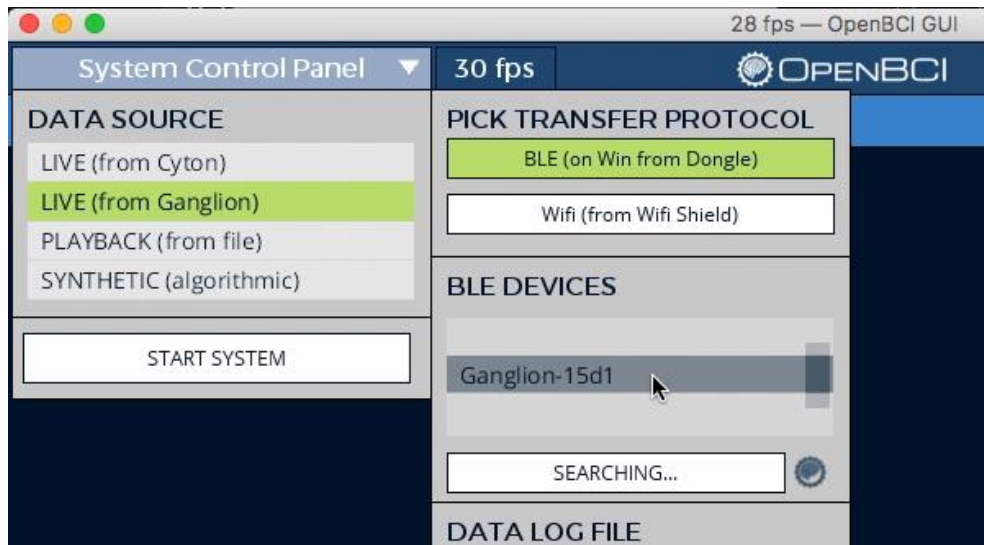 28 fps — OpenBCI GUI
System Control Panel
30 fps
OPENBCI
DATA SOURCE
LIVE (from Cyton)
LIVE (from Ganglion)
PLAYBACK (from file)
SYNTHETIC (algorithmic)
START SYSTEM
PICK TRANSFER PROTOCOL
BLE (on Win from Dongle)
Wifi (from Wifi Shield)
BLE DEVICES
Ganglion-15d1
SEARCHING...
DATA LOG FILE